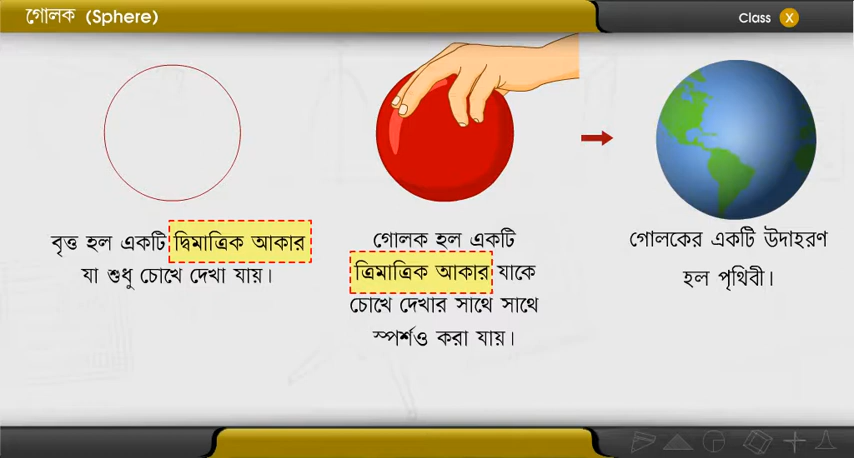 গোলক (Sphere)
Class X
বৃত্ত হল একটি দ্বিমাত্রিক আকার
যা শুধু চোখে দেখা যায়।
গোলক হল একটি
ত্রিমাত্রিক আকার যাকে
চোখে দেখার সাথে সাথে
স্পর্শও করা যায়।
গোলকের একটি উদাহরণ
হল পৃথিবী।